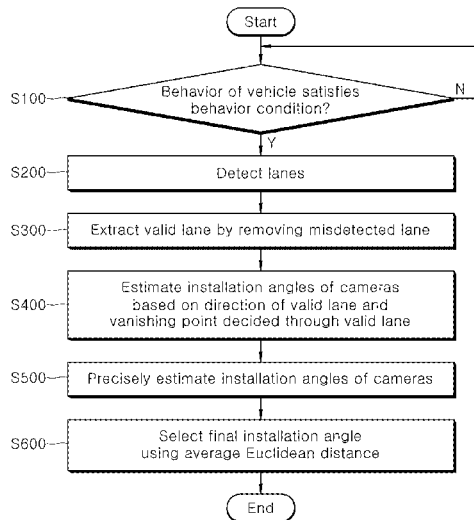 Start
S100
Behavior of vehicle satisfies
behavior condition?
N
Y
S200
Detect lanes
S300
Extract valid lane by removing misdetected lane
S400
Estimate installation angles of cameras
based on direction of valid lane and
vanishing point decided through valid lane
S500
Precisely estimate installation angles of cameras
S600
Select final installation angle
using average Euclidean distance
End